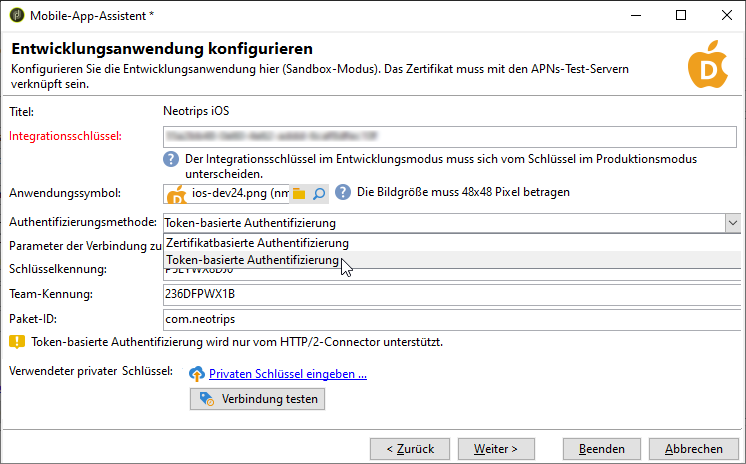 Mobile-App-Assistent *
Entwicklungsanwendung konfigurieren
Konfigurieren Sie die Entwicklungsanwendung hier (Sandbox-Modus). Das Zertifikat muss mit den APNs-Test-Servern
verknüpft sein.
D
Titel: Neotrips iOS
Integrationsschlüssel:
? Der Integrationsschlüssel im Entwicklungsmodus muss sich vom Schlüssel im Produktionsmodus
unterscheiden.
Anwendungssymbol: ios-dev24.png (nm ? Die Bildgröße muss 48x48 Pixel betragen
Authentifizierungsmethode: Token-basierte Authentifizierung
Zertifikatbasierte Authentifizierung
Parameter der Verbindung zu
Token-basierte Authentifizierung
Schlüsselkennung:
Team-Kennung: 236DFPWX1B
Paket-ID: com.neotrips
! Token-basierte Authentifizierung wird nur vom HTTP/2-Connector unterstützt.
Verwendeter privater Schlüssel: Privaten Schlüssel eingeben ...
Verbindung testen
< Zurück Weiter > Beenden Abbrechen